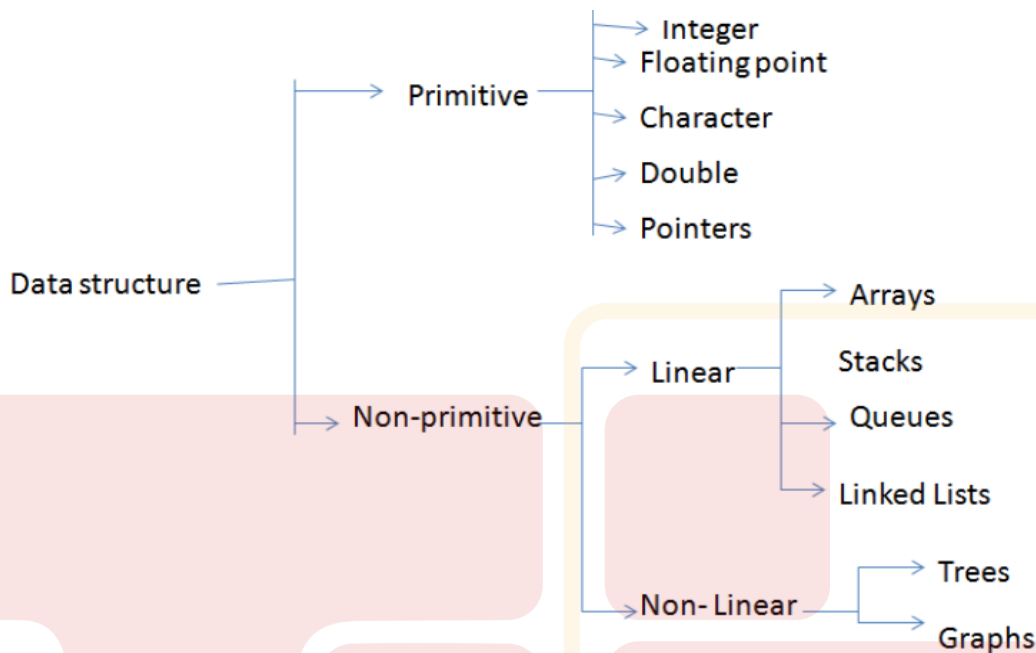 Integer
Floating point
Primitive
Character
Double
Pointers
Data structure
Arrays
Linear
Stacks
Non-primitive
Queues
Linked Lists
Trees
Non- Linear
Graphs